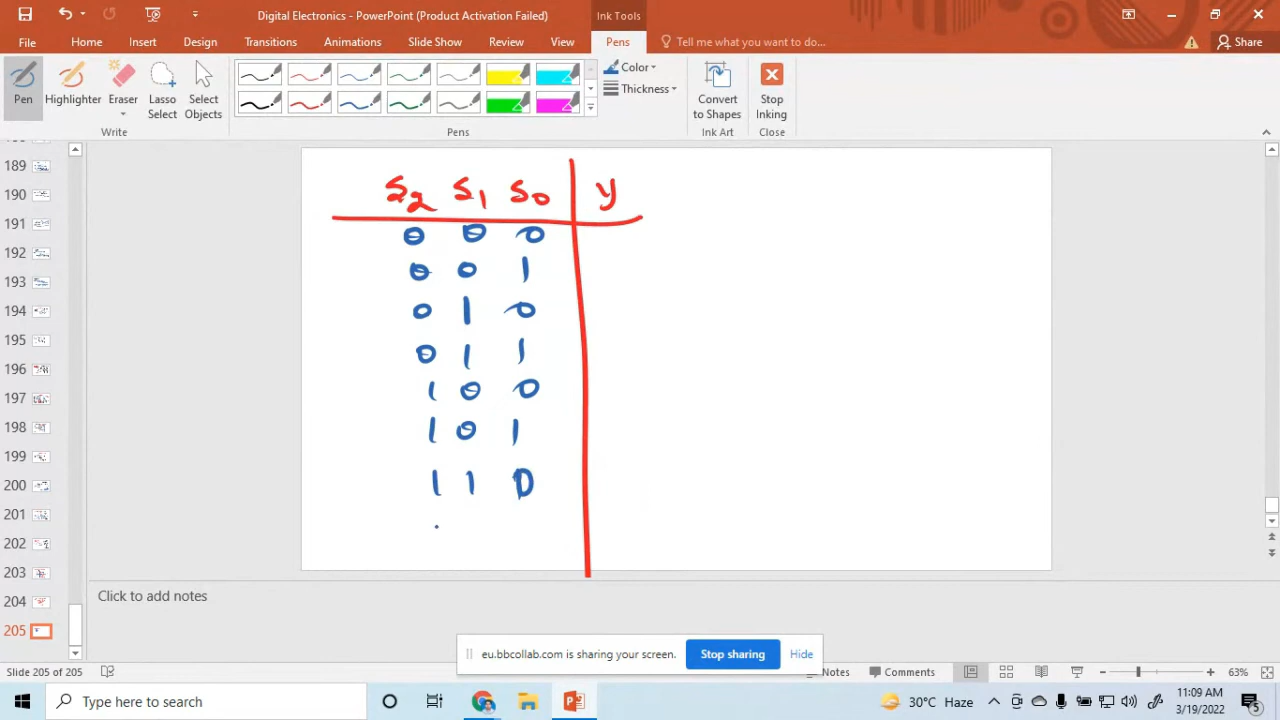 Digital Electronics - PowerPoint (Product Activation Failed)
Ink Tools
File Home Insert Design Transitions Animations Slide Show Review View Pens Tell me what you want to do... Share
Pen Highlighter Eraser Lasso Select Select Objects
Color
Thickness
Convert to Shapes
Stop Inking
Write Pens Ink Art Close
189
190
191
192
193
194
195
196
197
198
199
200
201
202
203
204
205
S2 S1 S0 y
0 0 0
0 0 1
0 1 0
0 1 1
1 0 0
1 0 1
1 1 0
Click to add notes
eu.bbcollab.com is sharing your screen. Stop sharing Hide
Slide 205 of 205 Notes Comments 63%
Type here to search
30°C Haze
11:09 AM
3/19/2022
5